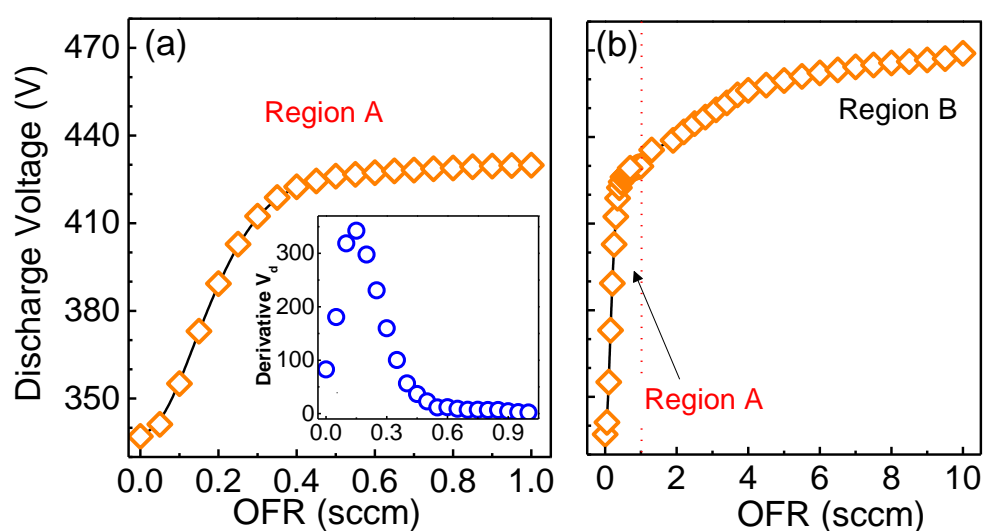 (a)
Region A
Discharge Voltage (V)
470
440
410
380
350
0.0 0.2 0.4 0.6 0.8 1.0
OFR (sccm)
Derivative V_d
300
200
100
0
0.0 0.3 0.6 0.9
(b)
Region B
Region A
0 2 4 6 8 10
OFR (sccm)